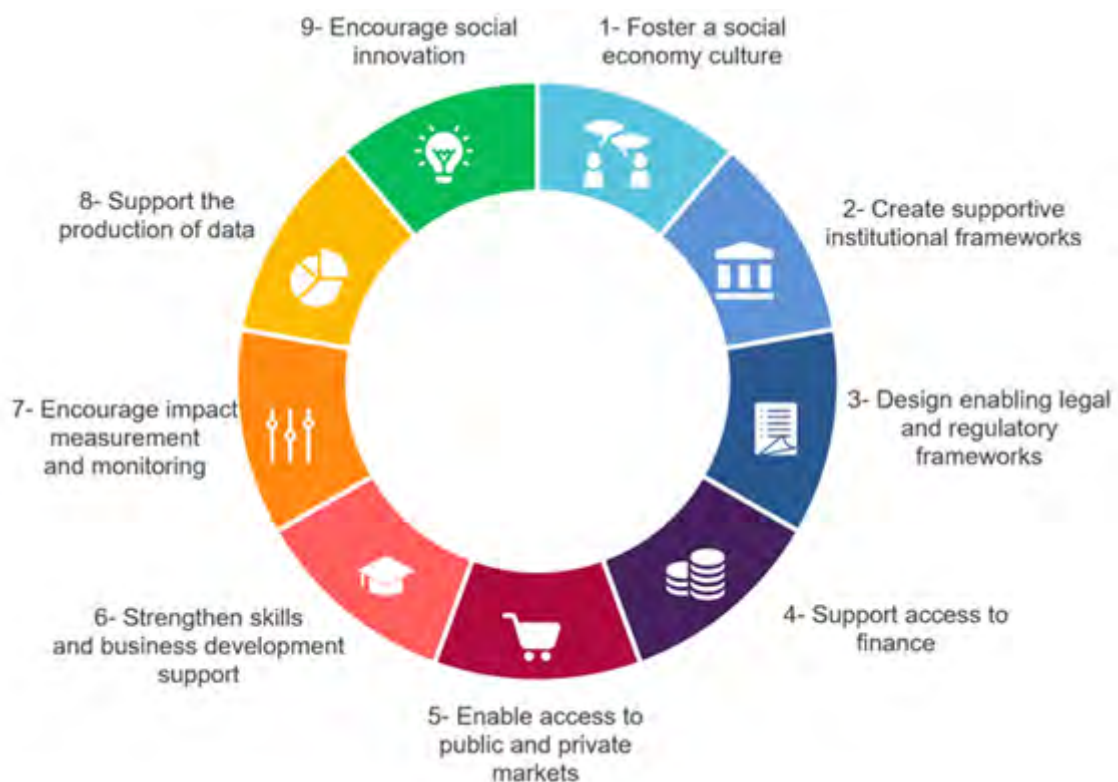 9- Encourage social
innovation
1- Foster a social
economy culture
2- Create supportive
institutional frameworks
3- Design enabling legal
and regulatory
frameworks
4- Support access to
finance
5- Enable access to
public and private
markets
6- Strengthen skills
and business development
support
7- Encourage impact
measurement
and monitoring
8- Support the
production of data